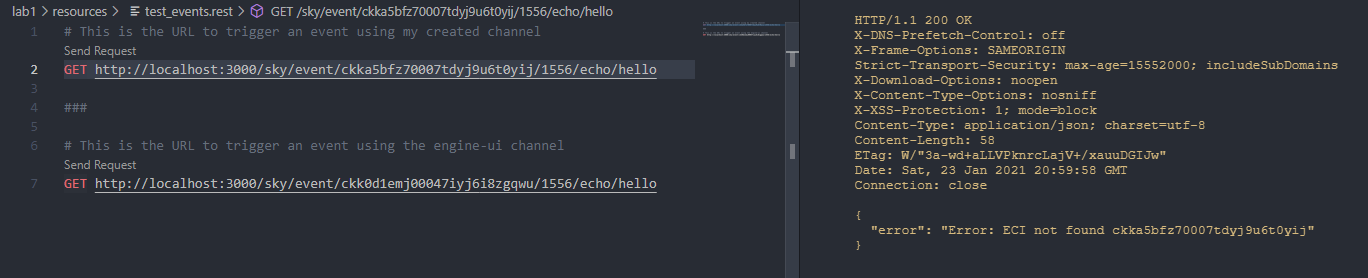 lab1 > resources > test_events.rest > GET /sky/event/ckka5bfz70007tdyj9u6t0yij/1556/echo/hello
1 # This is the URL to trigger an event using my created channel
Send Request
2 GET http://localhost:3000/sky/event/ckka5bfz70007tdyj9u6t0yij/1556/echo/hello
3
4 ###
5
6 # This is the URL to trigger an event using the engine-ui channel
Send Request
7 GET http://localhost:3000/sky/event/ckk0d1emj00047iyj6i8zgqwu/1556/echo/hello
HTTP/1.1 200 OK
X-DNS-Prefetch-Control: off
X-Frame-Options: SAMEORIGIN
Strict-Transport-Security: max-age=15552000; includeSubDomains
X-Download-Options: noopen
X-Content-Type-Options: nosniff
X-XSS-Protection: 1; mode=block
Content-Type: application/json; charset=utf-8
Content-Length: 58
ETag: W/"3a-wd+aLLVPknrcLajV+/xauuDGIJw"
Date: Sat, 23 Jan 2021 20:59:58 GMT
Connection: close
{
"error": "Error: ECI not found ckka5bfz70007tdyj9u6t0yij"
}